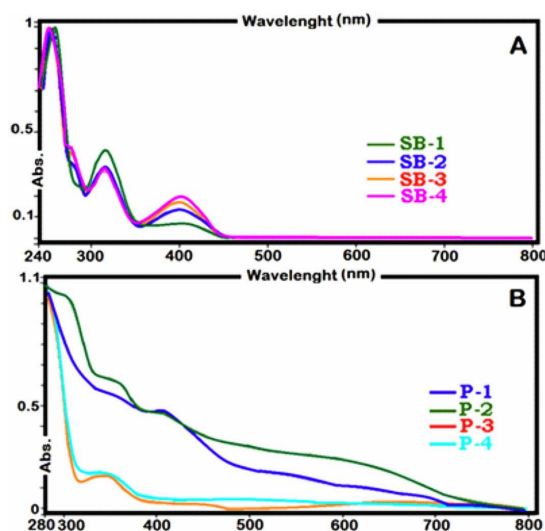 Wavelenght (nm)
1
A
0.5
Abs.
SB-1
SB-2
SB-3
SB-4
0.1
240 300 400 500 600 700 800
Wavelenght (nm)
1.1
B
P-1
P-2
P-3
P-4
0.5
Abs.
0
280 300 400 500 600 700 800